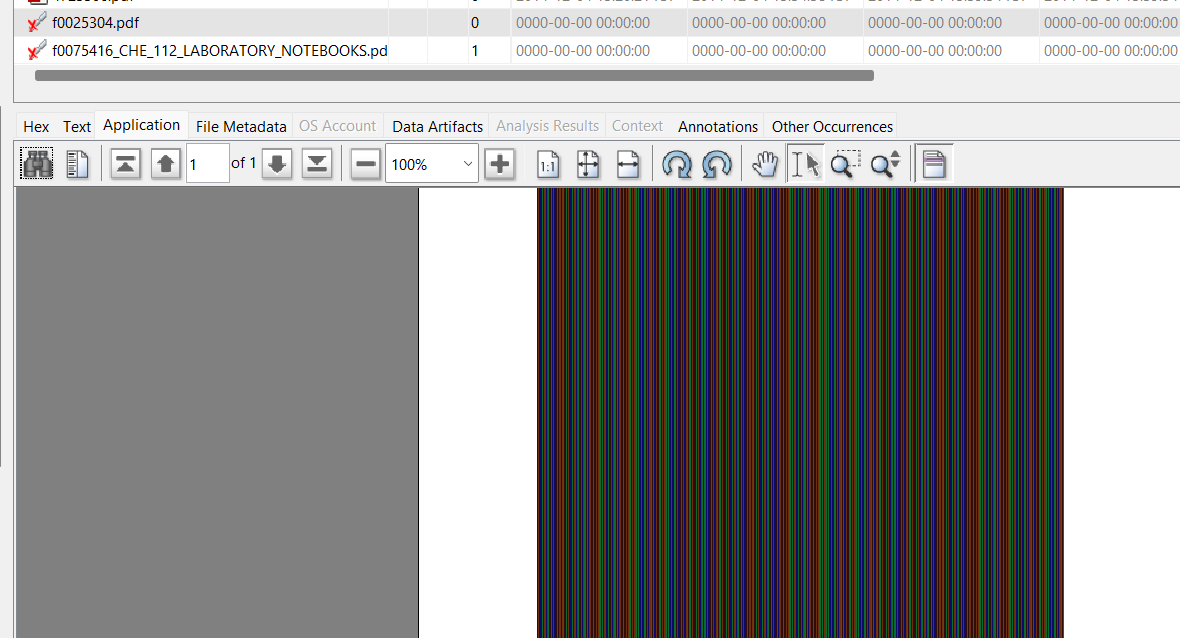 f0025304.pdf 0 0000-00-00 00:00:00 0000-00-00 00:00:00 0000-00-00 00:00:00 0000-00-00 00:00:00
f0075416_CHE_112_LABORATORY_NOTEBOOKS.pd 1 0000-00-00 00:00:00 0000-00-00 00:00:00 0000-00-00 00:00:00 0000-00-00 00:00:00
Hex Text Application File Metadata OS Account Data Artifacts Analysis Results Context Annotations Other Occurrences
1 of 1 100% 1:1